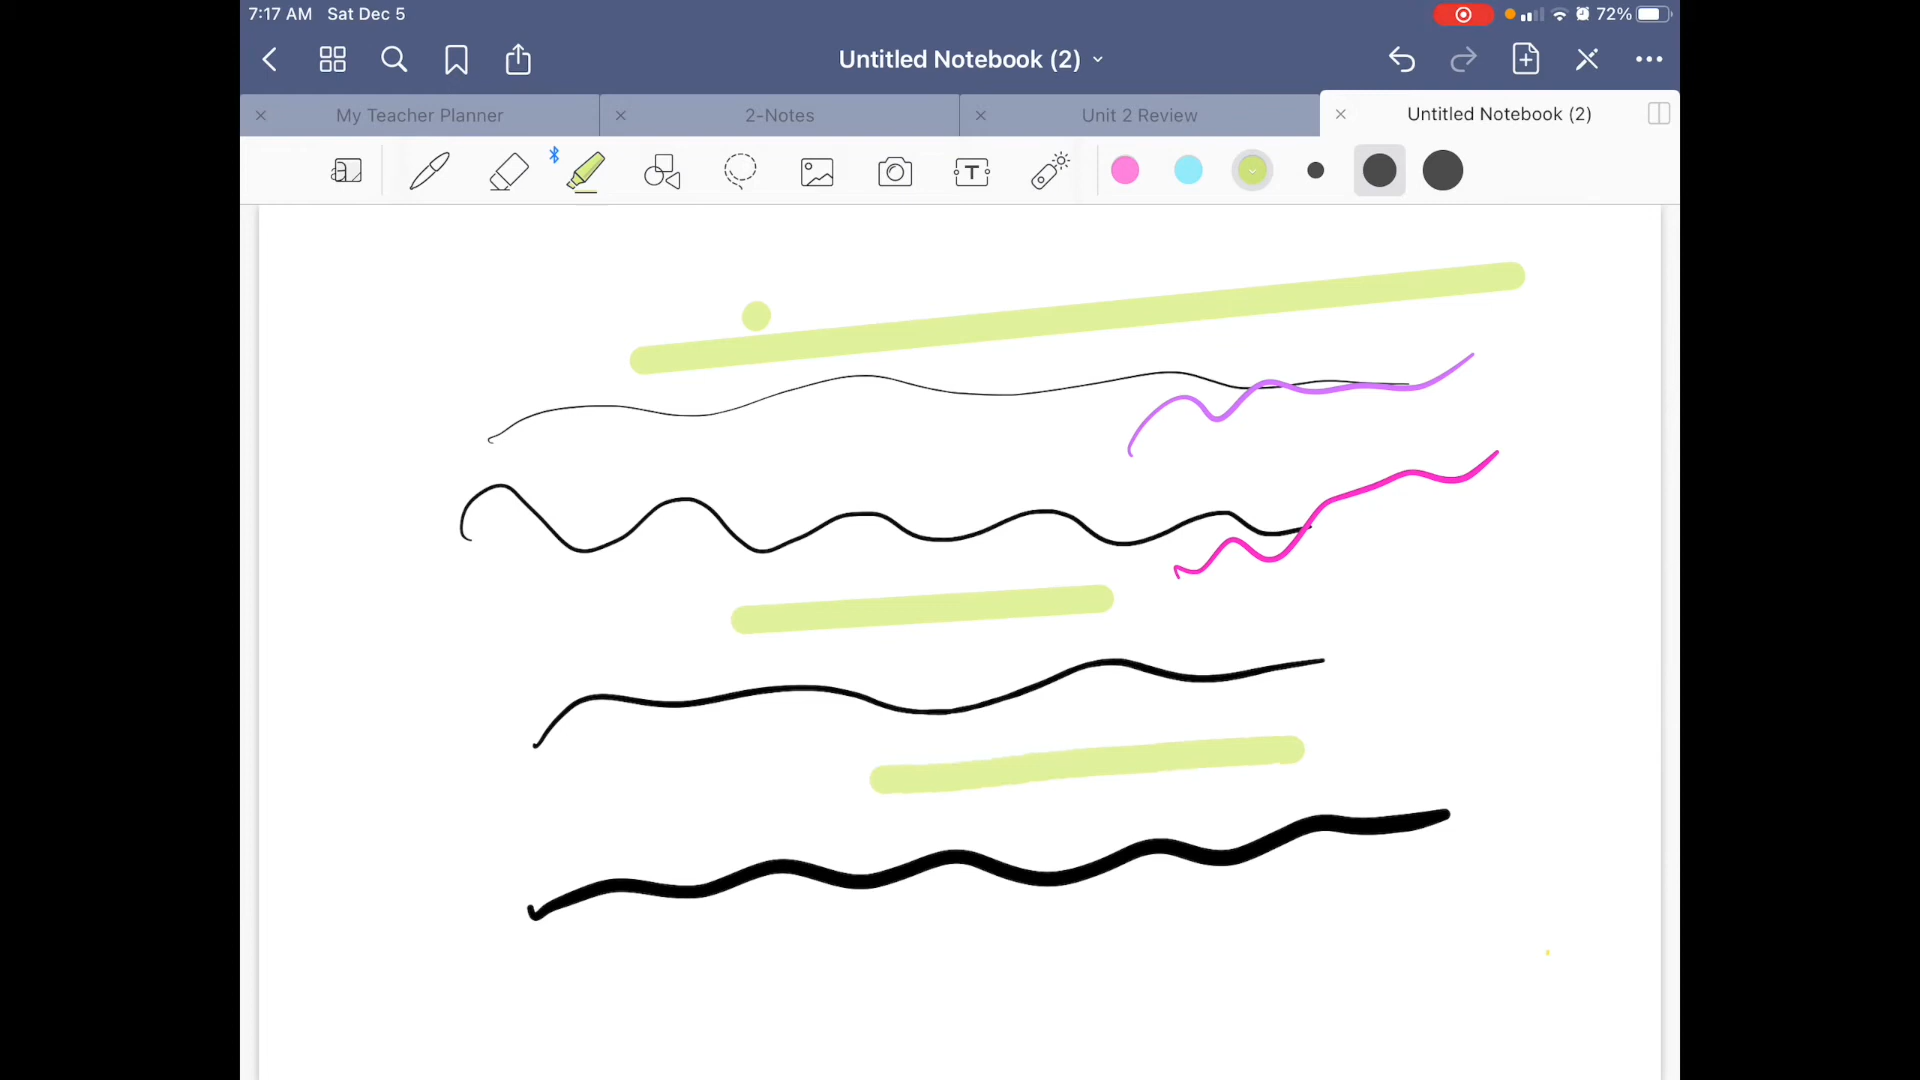 7:17 AM Sat Dec 5
72%
Untitled Notebook (2)
My Teacher Planner
2-Notes
Unit 2 Review
Untitled Notebook (2)
a
T